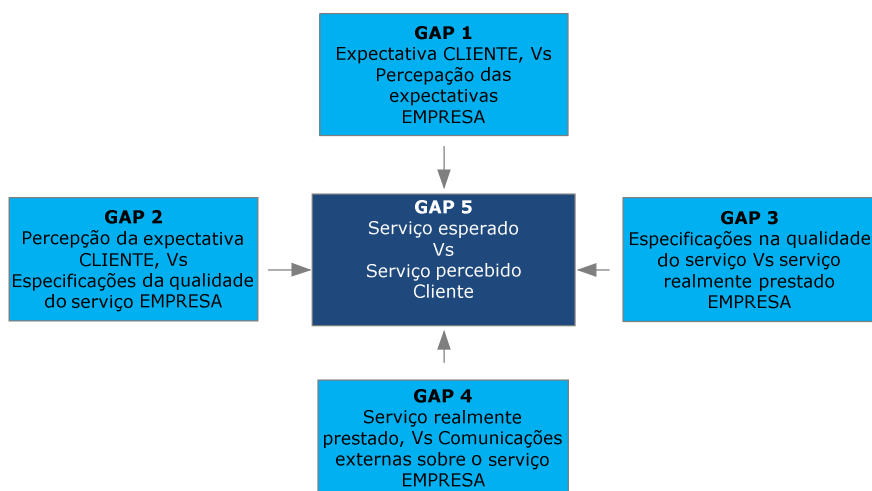 GAP 1
Expectativa CLIENTE, Vs
Percepação das
expectativas
EMPRESA
GAP 2
Percepção da expectativa
CLIENTE, Vs
Especificações da qualidade
do serviço EMPRESA
GAP 5
Serviço esperado
Vs
Serviço percebido
Cliente
GAP 3
Especificações na qualidade
do serviço Vs serviço
realmente prestado
EMPRESA
GAP 4
Serviço realmente
prestado, Vs Comunicações
externas sobre o serviço
EMPRESA